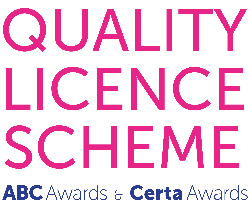 QUALITY
LICENCE
SCHEME
ABC Awards & Certa Awards